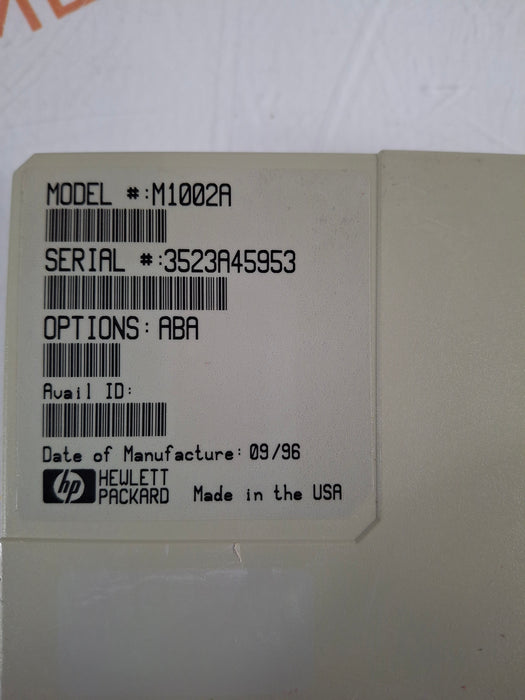 MODEL #:M1002A
SERIAL #:3523A45953
OPTIONS: ABA
Avail ID:
Date of Manufacture: 09/96
hp HEWLETT
PACKARD Made in the USA